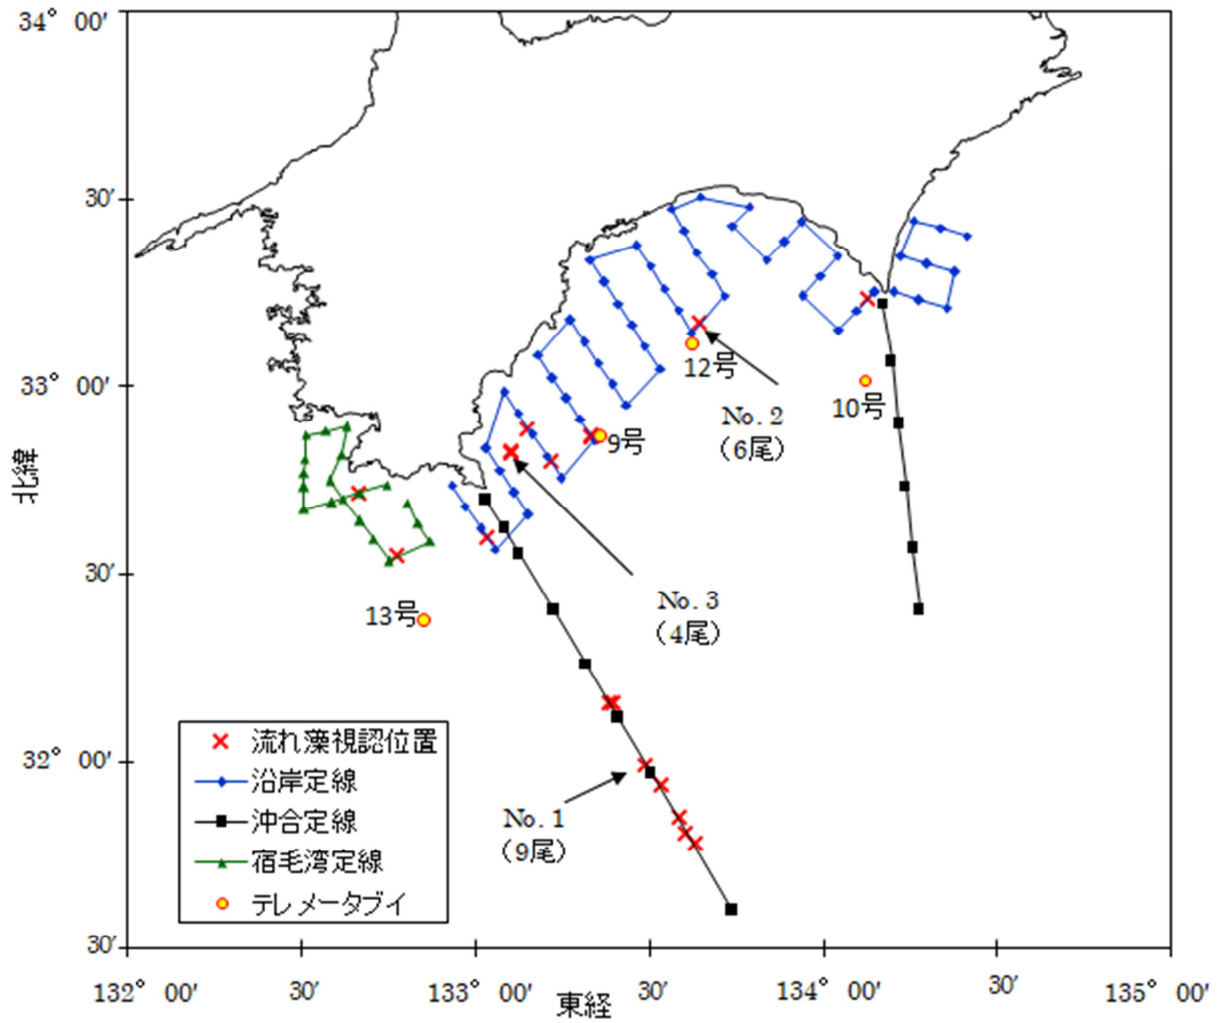 34° 00′
30′
12号
33° 00′
10号
No. 2
（6尾）
9号
北緯
30′
13号
No. 3
（4尾）
流れ藻視認位置
沿岸定線
32° 00′
沖合定線
No. 1
（9尾）
宿毛湾定線
テレメータブイ
30′
132° 00′
30′
133° 00′
30′
134° 00′
30′
135° 00′
東経